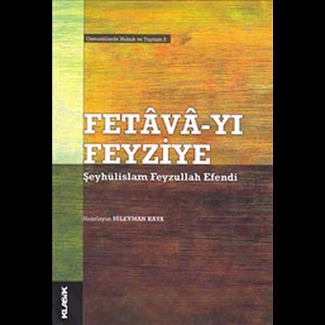 Osmanlılarda Hukuk ve Toplum 2
FETÂVÂ-YI
FEYZİYE
Şeyhülislam Feyzullah Efendi
Hazırlayan SÜLEYMAN KAYA
KLASİK